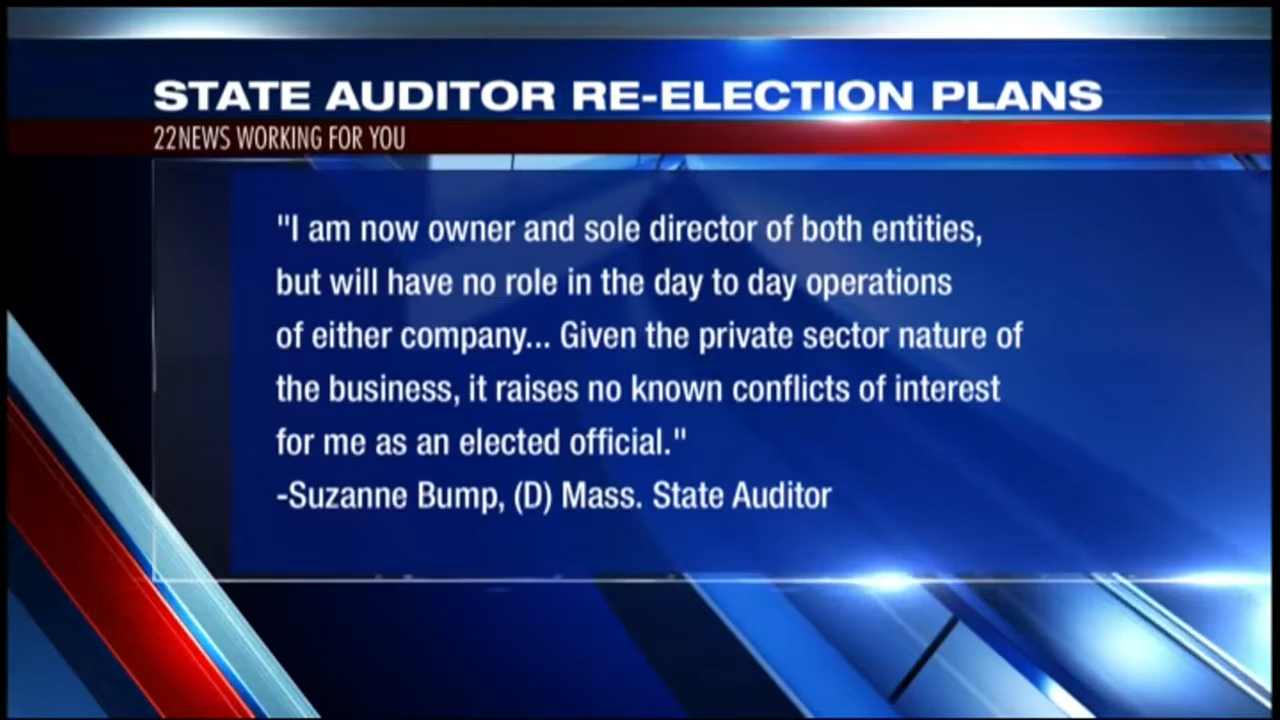 STATE AUDITOR RE-ELECTION PLANS
22NEWS WORKING FOR YOU
"I am now owner and sole director of both entities,
but will have no role in the day to day operations
of either company... Given the private sector nature of
the business, it raises no known conflicts of interest
for me as an elected official."
-Suzanne Bump, (D) Mass. State Auditor